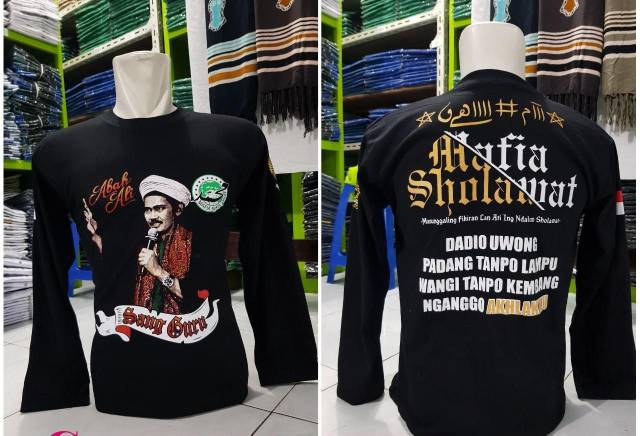 Abah
Ali
Sang Guru
Mafia
Sholawat
Manunggaling Fikiran Lan Ati Ing Ndalem Sholawat
DADIO UWONG
PADANG TANPO LAMPU
WANGI TANPO KEMBANG
NGANGGO AKHLAKMU